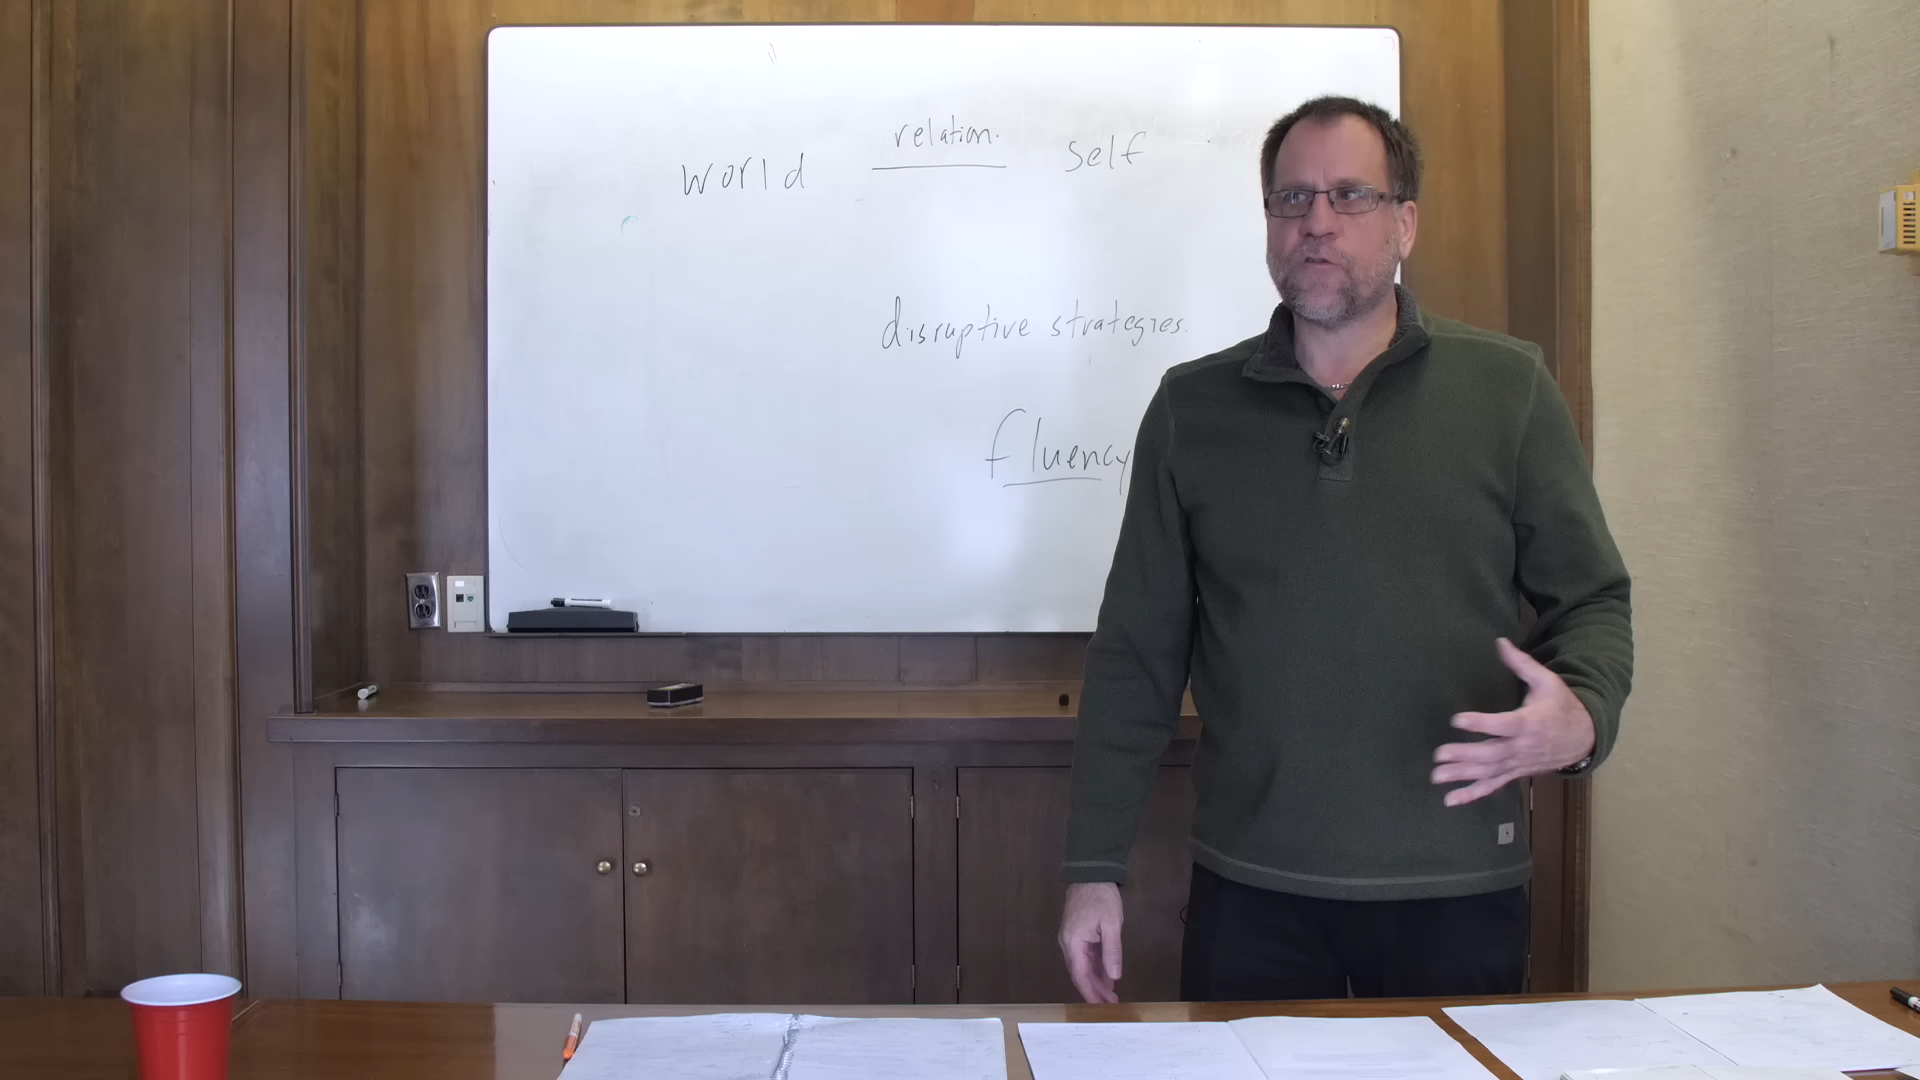 world relation. self
disruptive strategies.
fluency